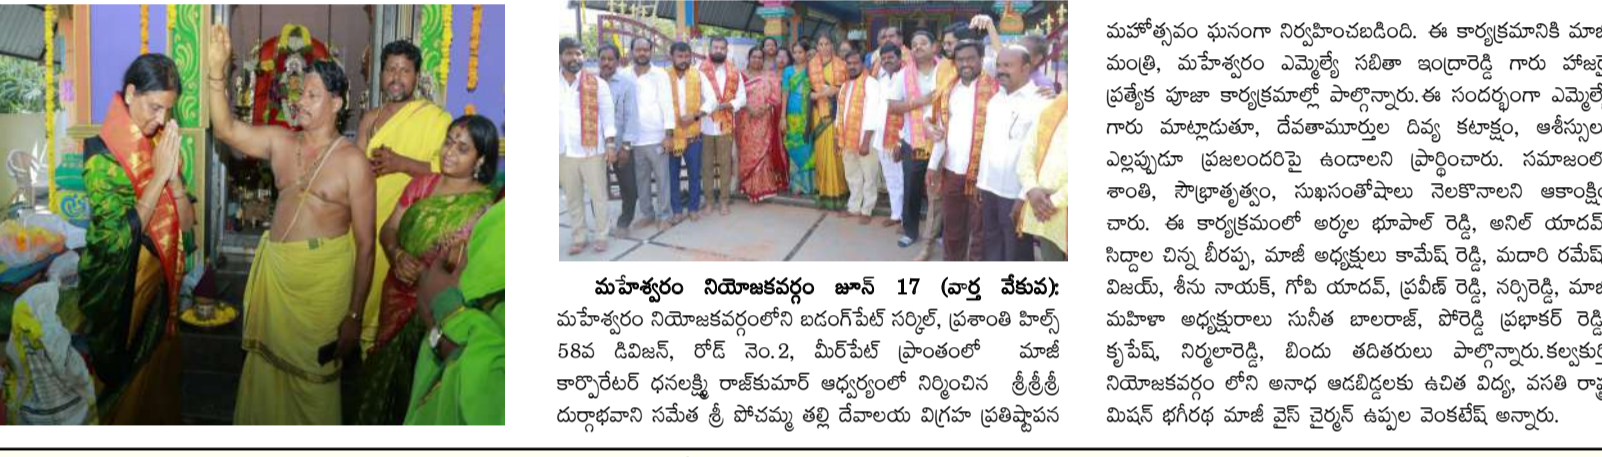 మహేశ్వరం నియోజకవర్గం జూన్ 17 (వార్త వేకువ):
మహేశ్వరం నియోజకవర్గంలోని బడంగ్‌పేట్ సర్కిల్, ప్రశాంతి హిల్స్
58వ డివిజన్, రోడ్ నెం.2, మీర్‌పేట్ ప్రాంతంలో మాజీ
కార్పొరేటర్ ధనలక్ష్మి రాజ్‌కుమార్ ఆధ్వర్యంలో నిర్మించిన శ్రీశ్రీశ్రీ
దుర్గాభవాని సమేత శ్రీ పోచమ్మ తల్లి దేవాలయ విగ్రహ ప్రతిష్టాపన
మహోత్సవం ఘనంగా నిర్వహించబడింది. ఈ కార్యక్రమానికి
మంత్రి, మహేశ్వరం ఎమ్మెల్యే సబితా ఇంద్రారెడ్డి గారు
ప్రత్యేక పూజా కార్యక్రమాల్లో పాల్గొన్నారు.ఈ సందర్భంగా
గారు మాట్లాడుతూ, దేవతామూర్తుల దివ్య కటాక్షం, ఆశీస్సుల
ఎల్లప్పుడూ ప్రజలందరిపై ఉండాలని ప్రార్థించారు.
శాంతి, సౌభ్రాతృత్వం, సుఖసంతోషాలు నెలకొనాలని
చారు. ఈ కార్యక్రమంలో అర్కల భూపాల్ రెడ్డి, అనిల్ యాదవ్
సిద్దాల చిన్న బీరప్ప, మాజీ అధ్యక్షులు కామేష్ రెడ్డి, మదారి రమేష్
విజయ్, శీను నాయక్, గోపి యాదవ్, ప్రవీణ్ రెడ్డి, నర్సిరెడ్డి,
మహిళా అధ్యక్షురాలు సునీత బాలరాజ్, పోరెడ్డి ప్రభాకర్ రెడ్డి
కృపేష్, నిర్మలారెడ్డి, బిందు తదితరులు పాల్గొన్నారు.
నియోజకవర్గం లోని అనాధ ఆడబిడ్డలకు ఉచిత విద్య, వసతి
మిషన్ భగీరథ మాజీ వైస్ చైర్మన్ ఉప్పల వెంకటేష్ అన్నారు.